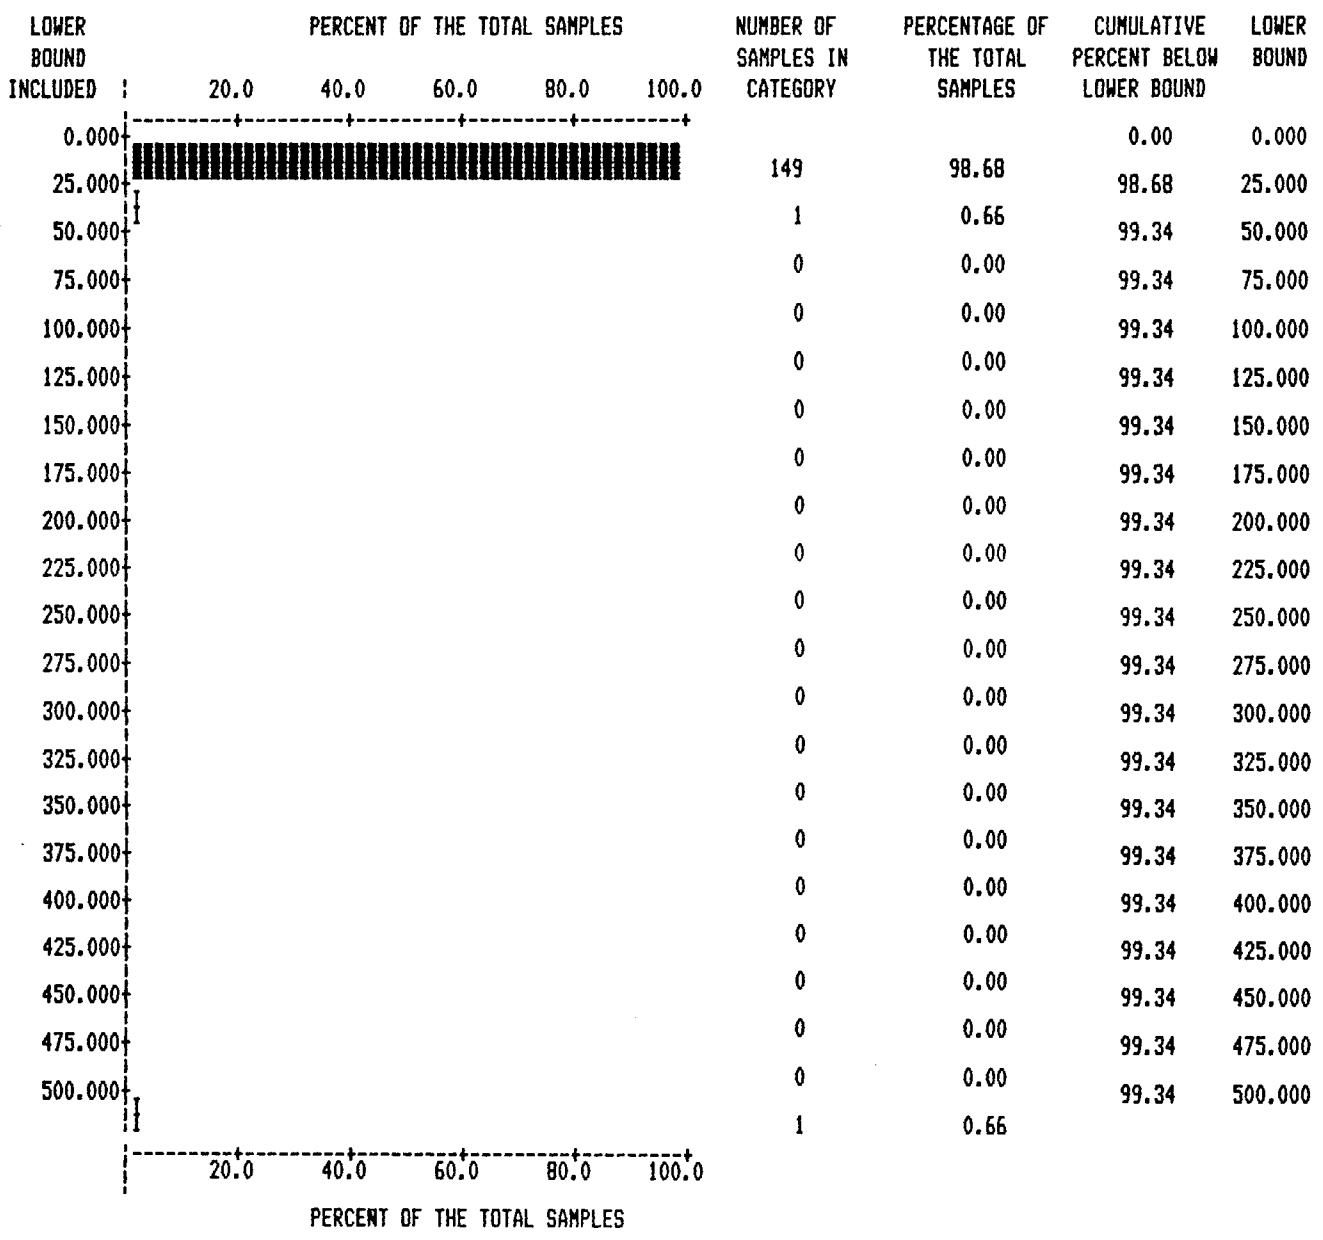 LOWER PERCENT OF THE TOTAL SAMPLES NUMBER OF PERCENTAGE OF CUMULATIVE LOWER
BOUND SAMPLES IN THE TOTAL PERCENT BELOW BOUND
INCLUDED 20.0 40.0 60.0 80.0 100.0 CATEGORY SAMPLES LOWER BOUND
0.000 0.00 0.000
149 98.68
25.000 98.68 25.000
1 0.66
50.000 99.34 50.000
0 0.00
75.000 99.34 75.000
0 0.00
100.000 99.34 100.000
0 0.00
125.000 99.34 125.000
0 0.00
150.000 99.34 150.000
0 0.00
175.000 99.34 175.000
0 0.00
200.000 99.34 200.000
0 0.00
225.000 99.34 225.000
0 0.00
250.000 99.34 250.000
0 0.00
275.000 99.34 275.000
0 0.00
300.000 99.34 300.000
0 0.00
325.000 99.34 325.000
0 0.00
350.000 99.34 350.000
0 0.00
375.000 99.34 375.000
0 0.00
400.000 99.34 400.000
0 0.00
425.000 99.34 425.000
0 0.00
450.000 99.34 450.000
0 0.00
475.000 99.34 475.000
0 0.00
500.000 99.34 500.000
1 0.66
20.0 40.0 60.0 80.0 100.0
PERCENT OF THE TOTAL SAMPLES